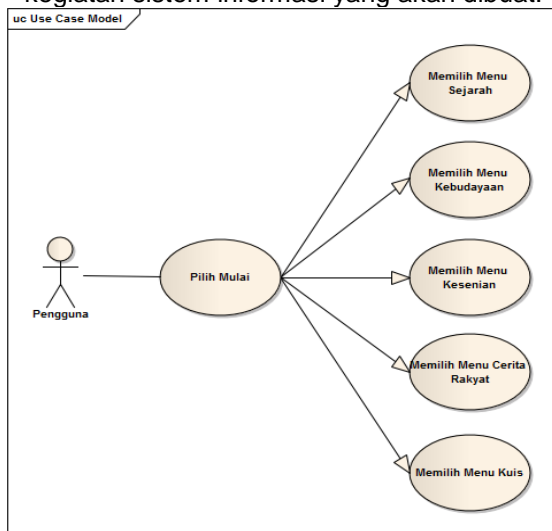 kegiatan sistem informasi yang akan dibuat.
uc Use Case Model
Memilih Menu
Sejarah
Memilih Menu
Kebudayaan
Pengguna
Pilih Mulai
Memilih Menu
Kesenian
Memilih Menu Cerita
Rakyat
Memilih Menu Kuis